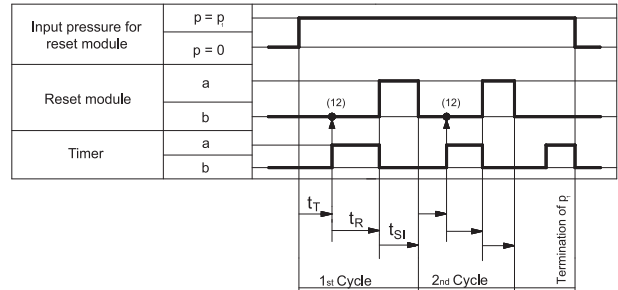 Input pressure for
reset module
p = pᵢ
p = 0
Reset module
a
b
(12)
(12)
Timer
a
b
tT
tR
tSI
1st Cycle
2nd Cycle
Termination of pᵢ